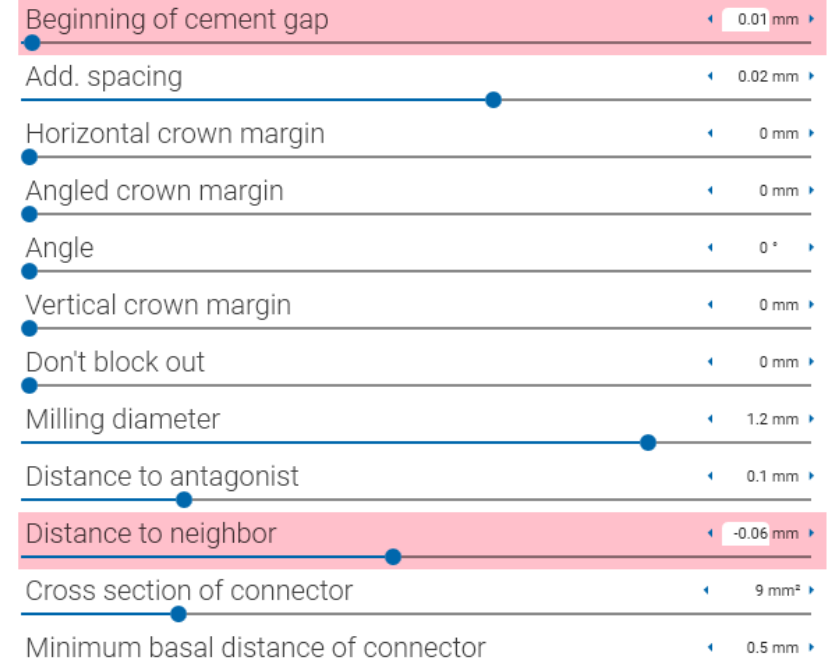 Beginning of cement gap 0.01 mm
Add. spacing 0.02 mm
Horizontal crown margin 0 mm
Angled crown margin 0 mm
Angle 0 °
Vertical crown margin 0 mm
Don't block out 0 mm
Milling diameter 1.2 mm
Distance to antagonist 0.1 mm
Distance to neighbor -0.06 mm
Cross section of connector 9 mm²
Minimum basal distance of connector 0.5 mm